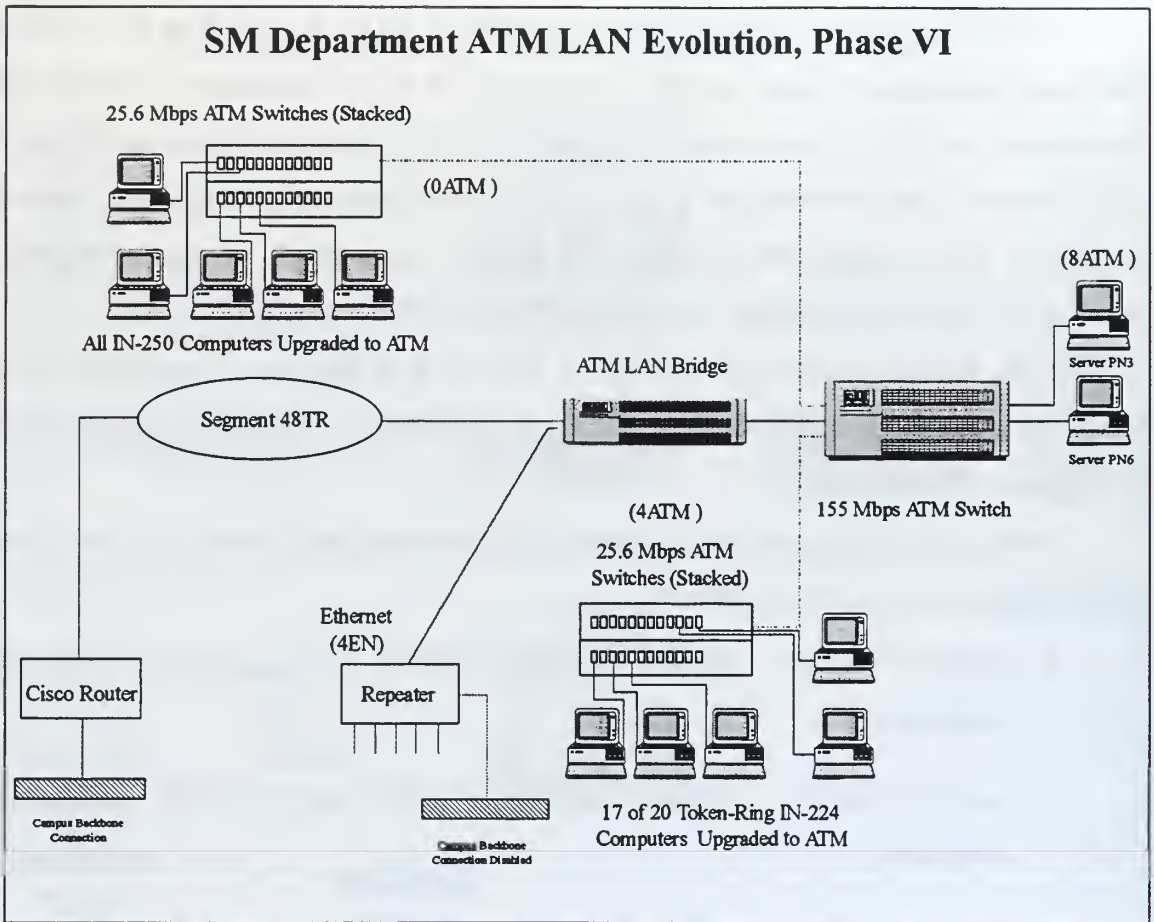 SM Department ATM LAN Evolution, Phase VI
25.6 Mbps ATM Switches (Stacked)
(0ATM )
(8ATM )
Server PN3
All IN-250 Computers Upgraded to ATM
ATM LAN Bridge
Segment 48TR
Server PN6
155 Mbps ATM Switch
(4ATM )
25.6 Mbps ATM
Switches (Stacked)
Ethernet
(4EN)
Cisco Router
Repeater
Campus Backbone
Connection
17 of 20 Token-Ring IN-224
Computers Upgraded to ATM
Campus Backbone
Connection Disabled